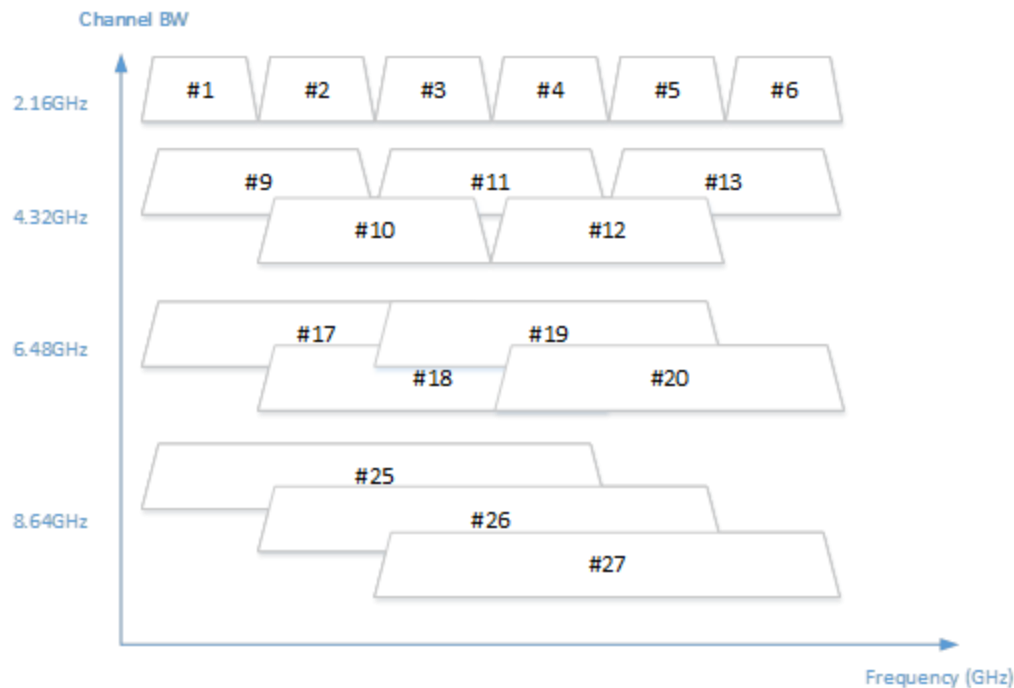 Channel BW
2.16GHz
#1 #2 #3 #4 #5 #6
#9 #11 #13
4.32GHz
#10 #12
#17 #19
6.48GHz
#18 #20
#25
8.64GHz
#26
#27
Frequency (GHz)